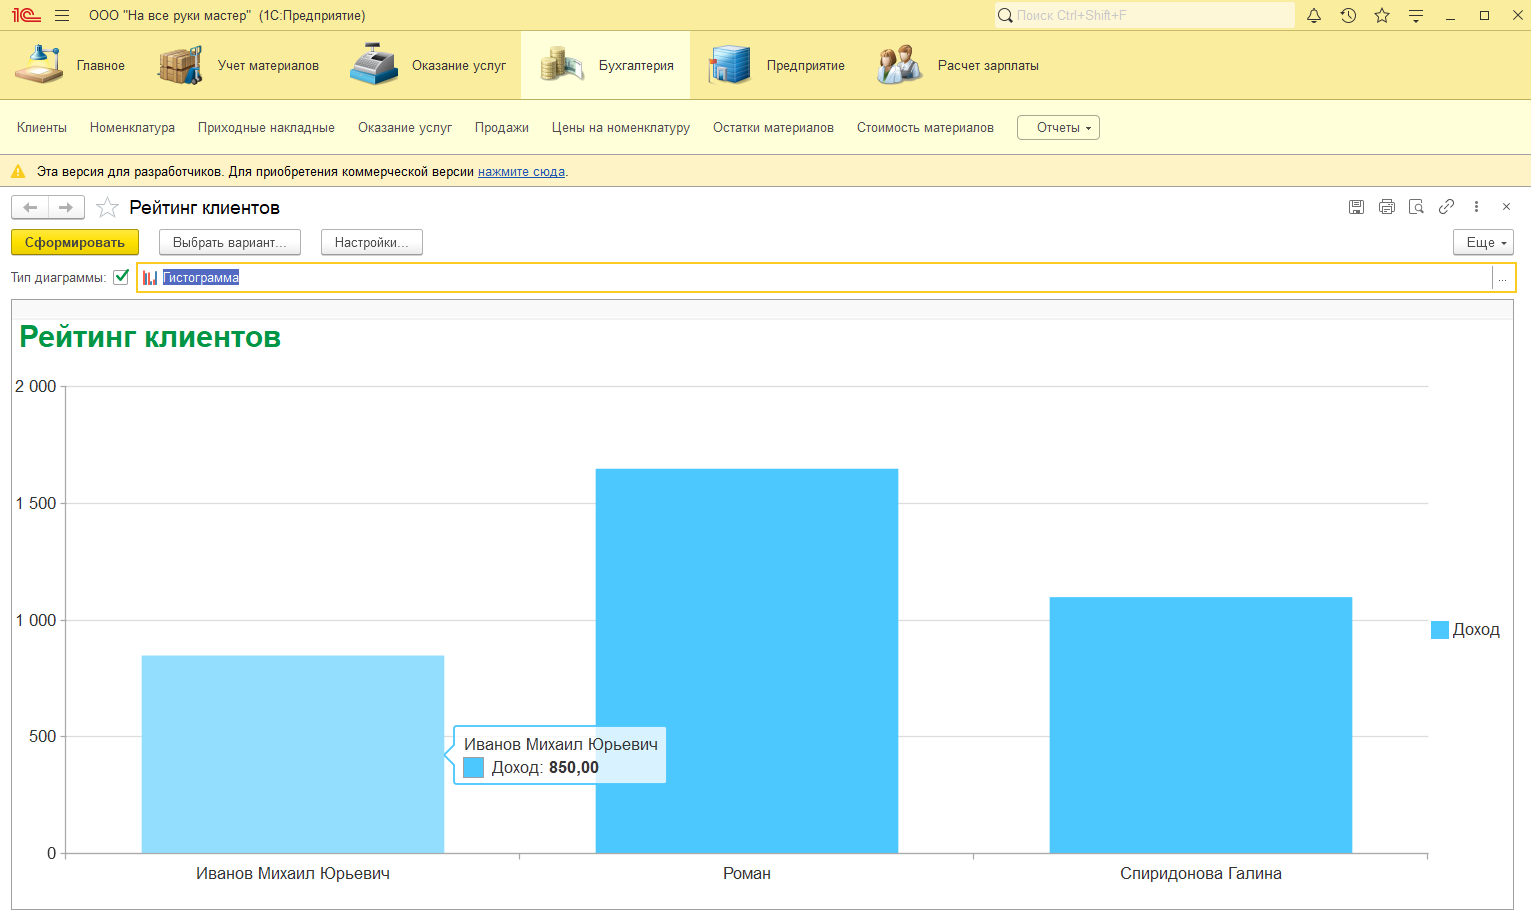 1С ООО "На все руки мастер" (1С:Предприятие) Поиск Ctrl+Shift+F
Главное Учет материалов Оказание услуг Бухгалтерия Предприятие Расчет зарплаты
Клиенты Номенклатура Приходные накладные Оказание услуг Продажи Цены на номенклатуру Остатки материалов Стоимость материалов Отчеты
Эта версия для разработчиков. Для приобретения коммерческой версии нажмите сюда.
Рейтинг клиентов
Сформировать Выбрать вариант... Настройки... Еще
Тип диаграммы: Гистограмма ...
Рейтинг клиентов
2 000
1 500
1 000
Доход
500
Иванов Михаил Юрьевич
Доход: 850,00
0
Иванов Михаил Юрьевич Роман Спиридонова Галина